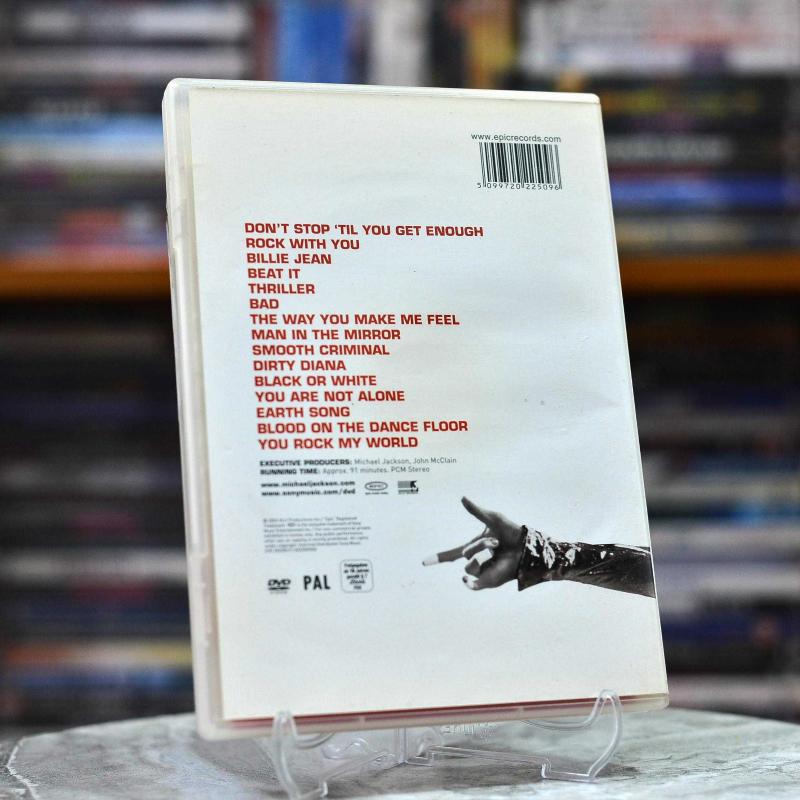 www.epicrecords.com
5 099720 225096
DON'T STOP 'TIL YOU GET ENOUGH
ROCK WITH YOU
BILLIE JEAN
BEAT IT
THRILLER
BAD
THE WAY YOU MAKE ME FEEL
MAN IN THE MIRROR
SMOOTH CRIMINAL
DIRTY DIANA
BLACK OR WHITE
YOU ARE NOT ALONE
EARTH SONG
BLOOD ON THE DANCE FLOOR
YOU ROCK MY WORLD
EXECUTIVE PRODUCERS: Michael Jackson, John McClain
RUNNING TIME: Approx. 91 minutes. PCM Stereo
www.michaeljackson.com
www.sonymusic.com/dvd
epic
DVD
VIDEO
PAL